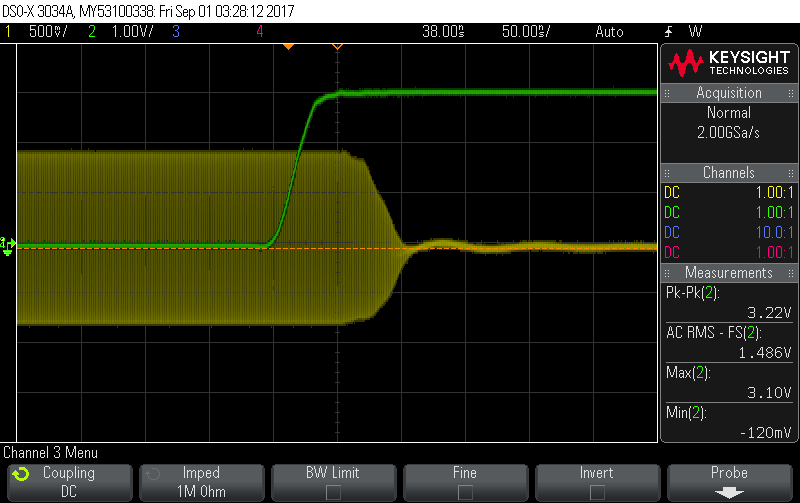 DSO-X 3034A, MY53100338: Fri Sep 01 03:28:12 2017
1 500mV/ 2 1.00V/ 3 4 38.00ns 50.00ns/ Auto W
KEYSIGHT
TECHNOLOGIES
Acquisition
Normal
2.00GSa/s
Channels
DC 1.00:1
DC 1.00:1
DC 10.0:1
DC 1.00:1
Measurements
Pk-Pk(2):
3.22V
AC RMS - FS(2):
1.486V
Max(2):
3.10V
Min(2):
-120mV
Channel 3 Menu
Coupling
DC
Imped
1M Ohm
BW Limit
Fine
Invert
Probe